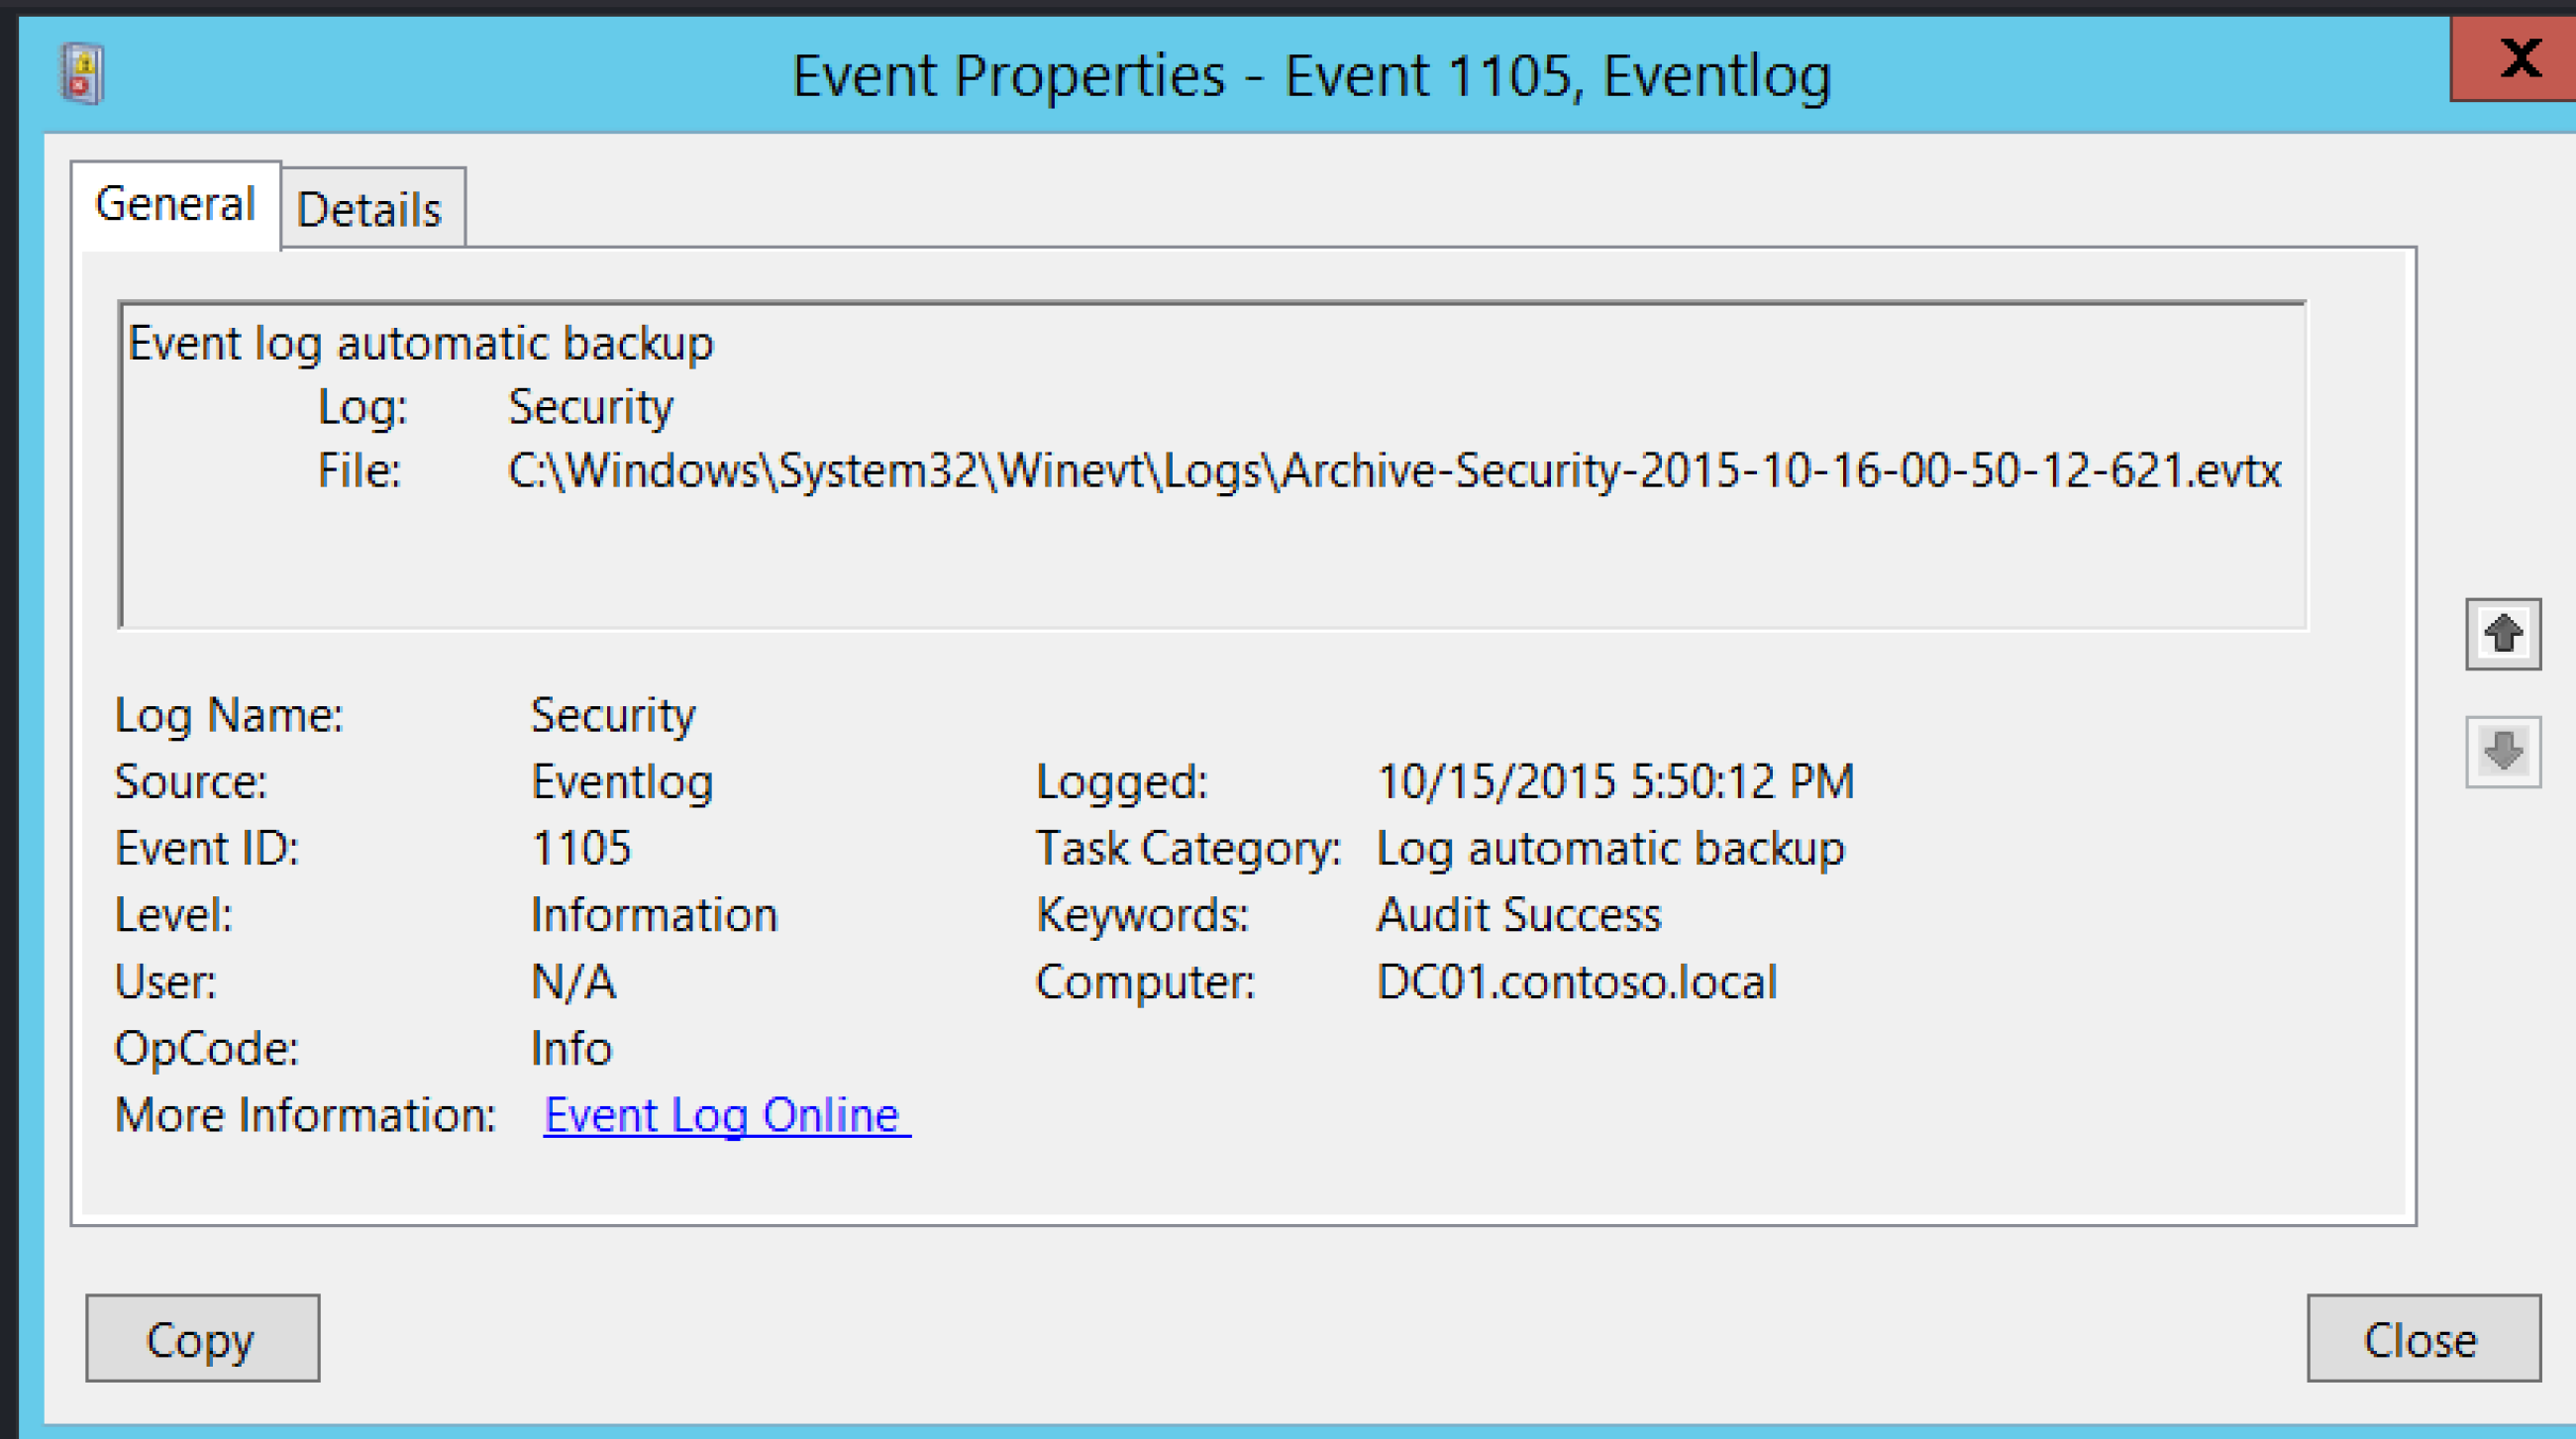 Event Properties - Event 1105, Eventlog
X
General Details
Event log automatic backup
Log: Security
File: C:\Windows\System32\Winevt\Logs\Archive-Security-2015-10-16-00-50-12-621.evtx
Log Name: Security
Source: Eventlog Logged: 10/15/2015 5:50:12 PM
Event ID: 1105 Task Category: Log automatic backup
Level: Information Keywords: Audit Success
User: N/A Computer: DC01.contoso.local
OpCode: Info
More Information: Event Log Online
Copy Close